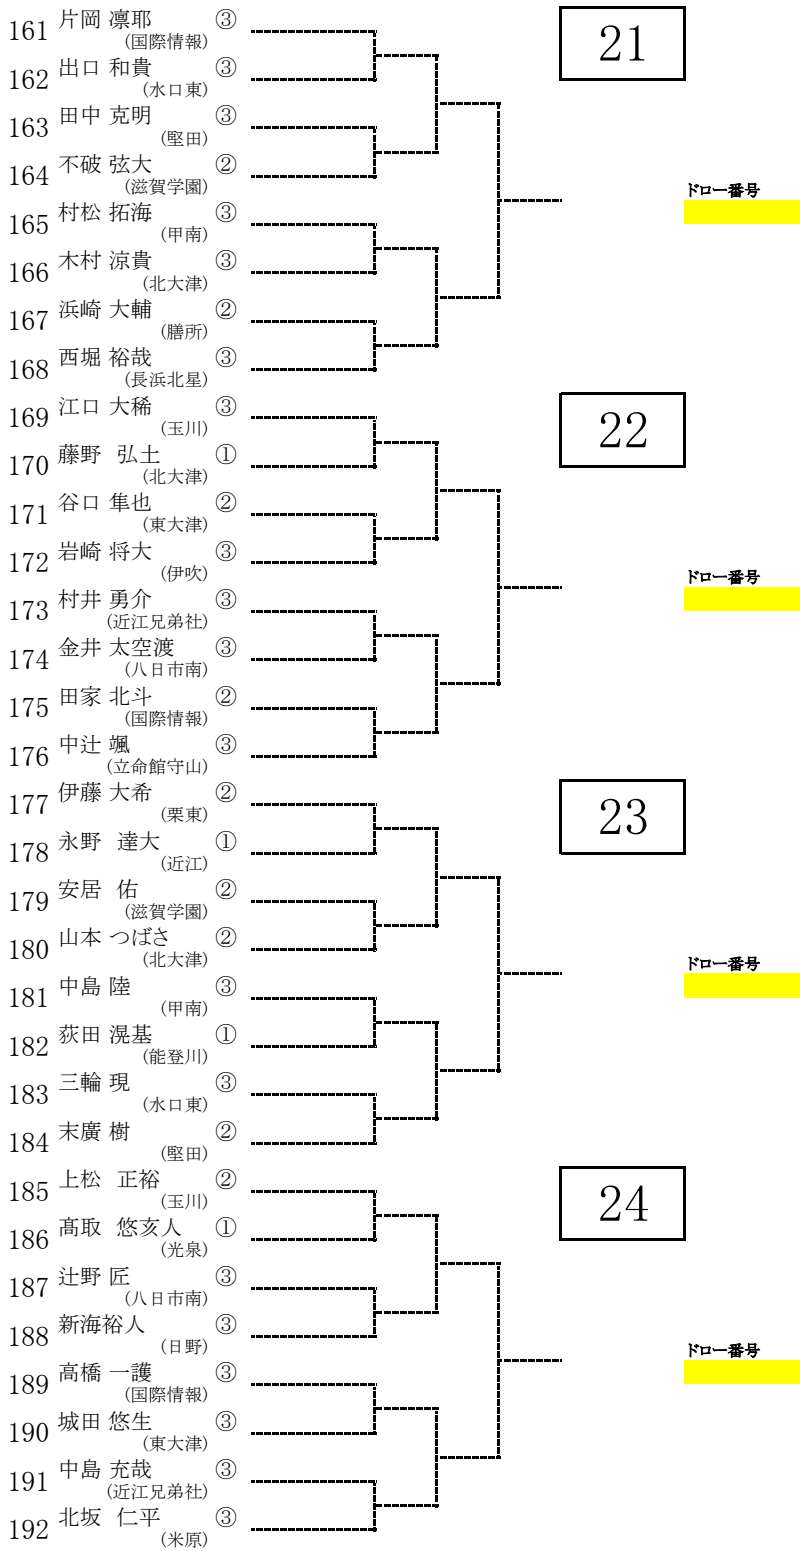 161 片岡 凛耶 ③
(国際情報)
21
162 出口 和貴 ③
(水口東)
163 田中 克明 ③
(堅田)
164 不破 弦大 ②
(滋賀学園)
ドロー番号
165 村松 拓海 ③
(甲南)
166 木村 涼貴 ③
(北大津)
167 浜崎 大輔 ②
(膳所)
168 西堀 裕哉 ③
(長浜北星)
169 江口 大稀 ③
(玉川)
22
170 藤野 弘土 ①
(北大津)
171 谷口 隼也 ②
(東大津)
172 岩崎 将大 ③
(伊吹)
ドロー番号
173 村井 勇介 ③
(近江兄弟社)
174 金井 太空渡 ③
(八日市南)
175 田家 北斗 ②
(国際情報)
176 中辻 颯 ③
(立命館守山)
177 伊藤 大希 ②
(栗東)
23
178 永野 達大 ①
(近江)
179 安居 佑 ②
(滋賀学園)
180 山本 つばさ ②
(北大津)
ドロー番号
181 中島 陸 ③
(甲南)
182 荻田 滉基 ①
(能登川)
183 三輪 現 ③
(水口東)
184 末廣 樹 ②
(堅田)
185 上松 正裕 ②
(玉川)
24
186 髙取 悠亥人 ①
(光泉)
187 辻野 匠 ③
(八日市南)
188 新海裕人 ③
(日野)
ドロー番号
189 高橋 一護 ③
(国際情報)
190 城田 悠生 ③
(東大津)
191 中島 充哉 ③
(近江兄弟社)
192 北坂 仁平 ③
(米原)